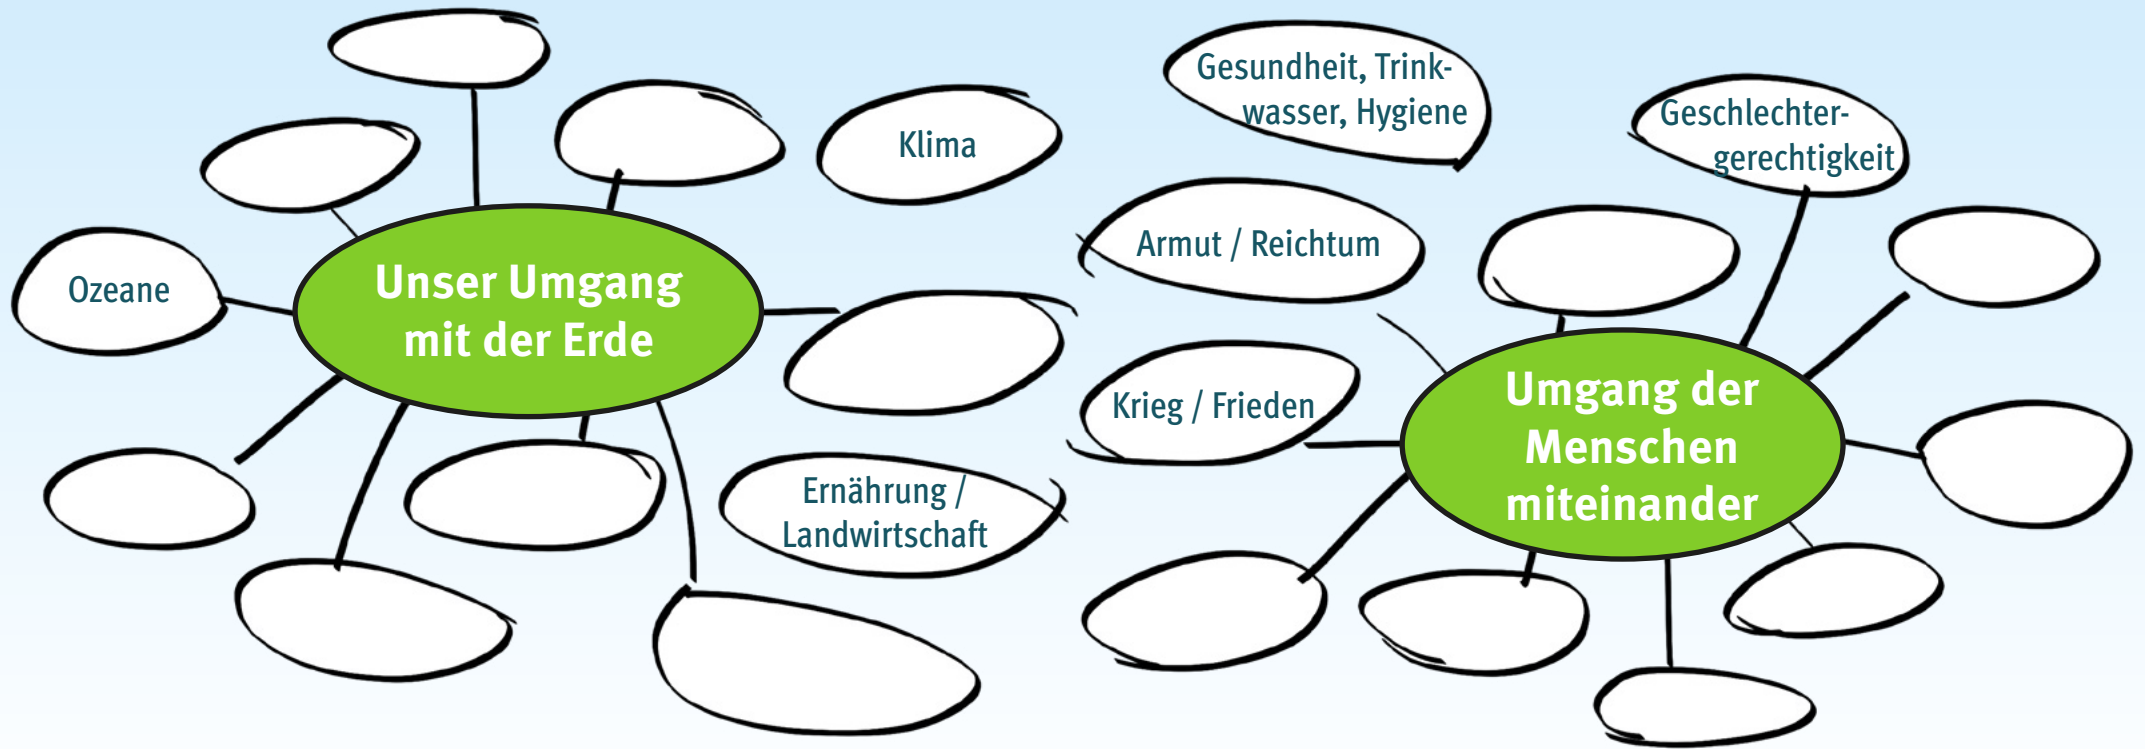 Gesundheit, Trink-
wasser, Hygiene
Geschlechter-
gerechtigkeit
Klima
Armut / Reichtum
Ozeane
Unser Umgang
mit der Erde
Krieg / Frieden
Umgang der
Menschen
miteinander
Ernährung /
Landwirtschaft